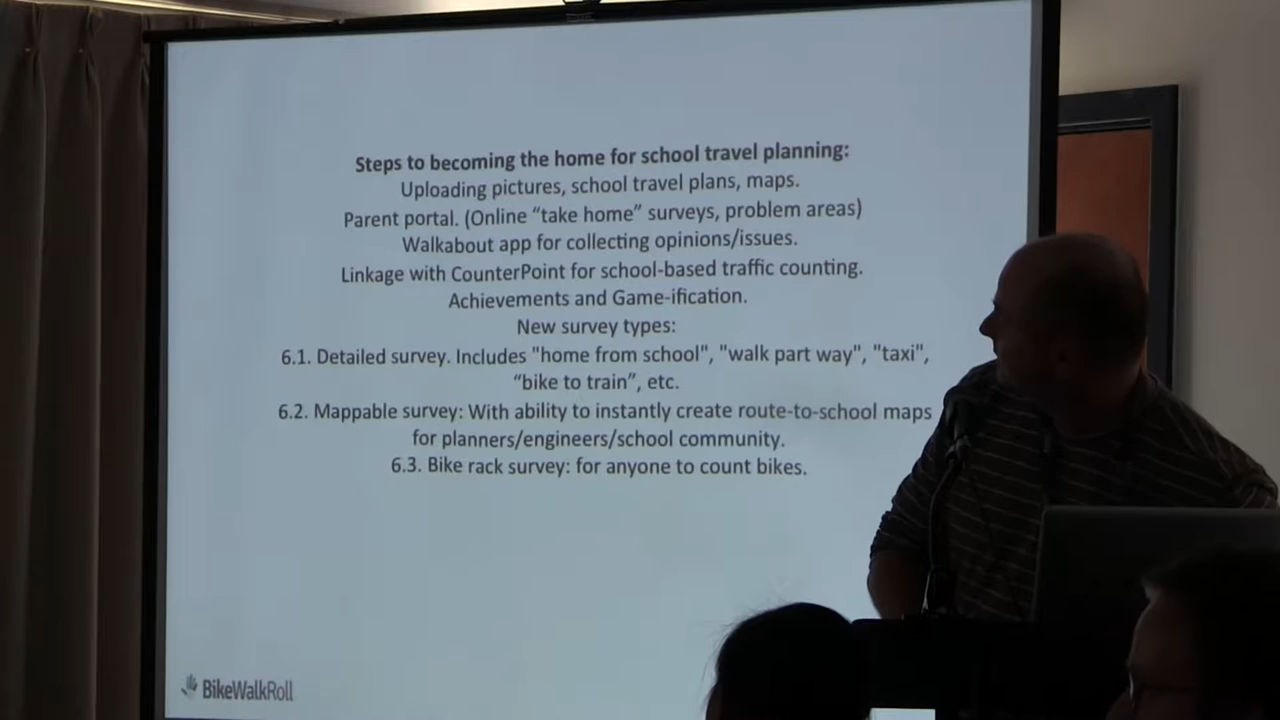 Steps to becoming the home for school travel planning:
Uploading pictures, school travel plans, maps.
Parent portal. (Online “take home” surveys, problem areas)
Walkabout app for collecting opinions/issues.
Linkage with CounterPoint for school-based traffic counting.
Achievements and Game-ification.
New survey types:
6.1. Detailed survey. Includes "home from school", "walk part way", "taxi",
“bike to train”, etc.
6.2. Mappable survey: With ability to instantly create route-to-school maps
for planners/engineers/school community.
6.3. Bike rack survey: for anyone to count bikes.
BikeWalkRoll